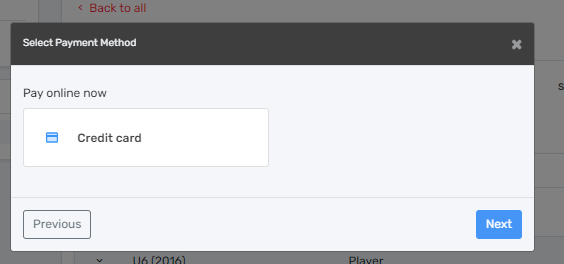 < Back to all
Select Payment Method
×
Pay online now
Credit card
Previous
Next
U6 (2016) Player